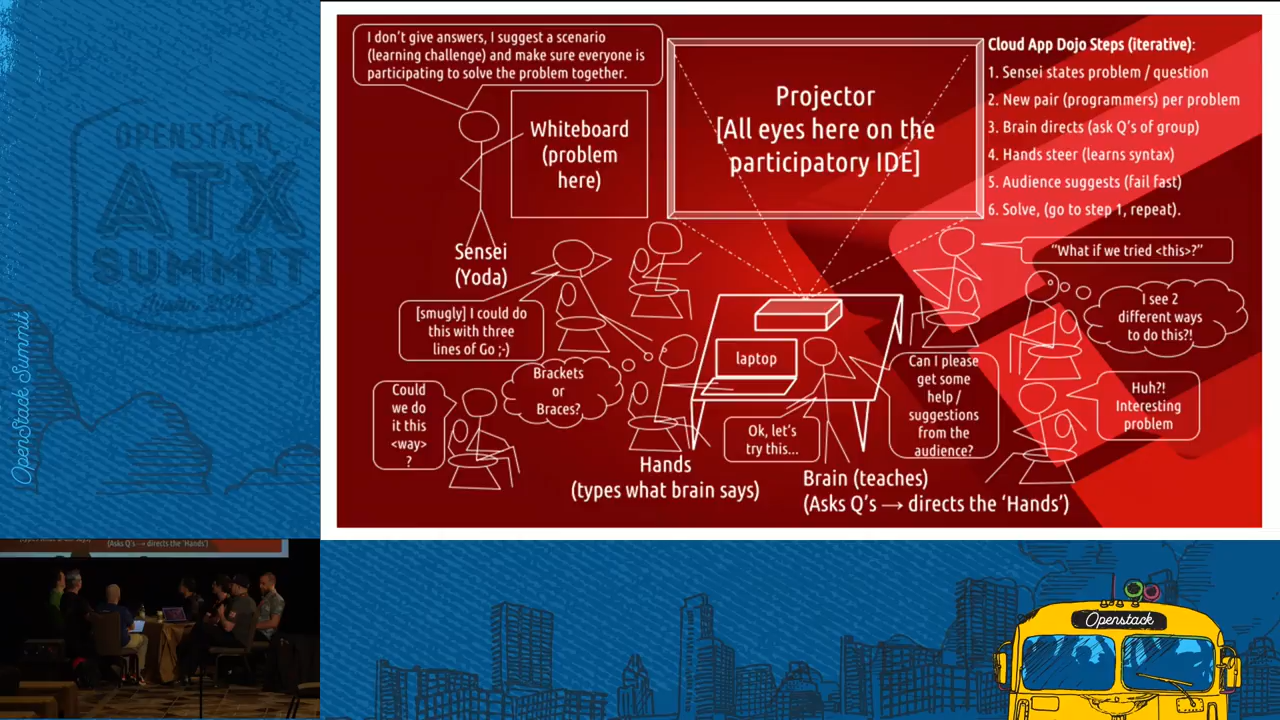 OPENSTACK
ATX
SUMMIT
OpenStack Summit
I don't give answers, I suggest a scenario
(learning challenge) and make sure everyone is
participating to solve the problem together.
Whiteboard
(problem
here)
Sensei
(Yoda)
Projector
[All eyes here on the
participatory IDE]
Cloud App Dojo Steps (iterative):
1. Sensei states problem / question
2. New pair (programmers) per problem
3. Brain directs (ask Q's of group)
4. Hands steer (learns syntax)
5. Audience suggests (fail fast)
6. Solve, (go to step 1, repeat).
"What if we tried <this>?"
I see 2
different ways
to do this?!
[smugly] I could do
this with three
lines of Go ;-)
Brackets
or
Braces?
Could
we do
it this
<way>
?
laptop
Can I please
get some
help /
suggestions
from the
audience?
Huh?!
Interesting
problem
Ok, let's
try this...
Hands
(types what brain says)
Brain (teaches)
(Asks Q's → directs the 'Hands')
(Asks Q's → directs the 'Hands')
Openstack